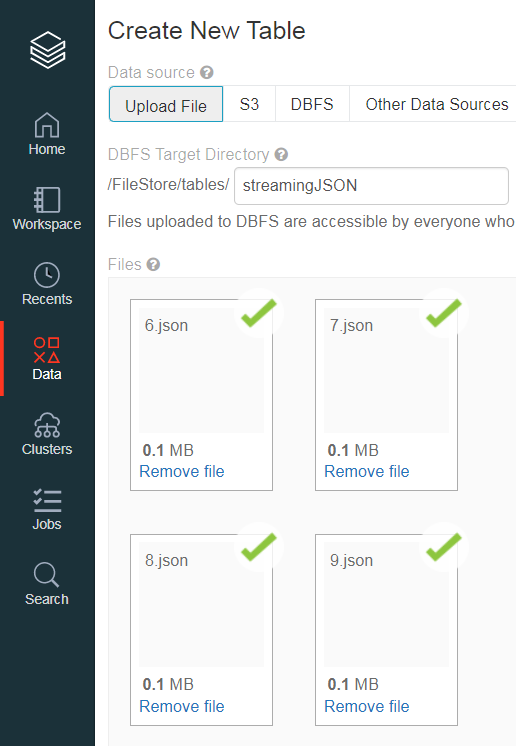 Create New Table
Data source
Upload File
S3
DBFS
Other Data Sources
DBFS Target Directory
/FileStore/tables/
streamingJSON
Files uploaded to DBFS are accessible by everyone who
Files
6.json
7.json
0.1 MB
0.1 MB
Remove file
Remove file
8.json
9.json
0.1 MB
0.1 MB
Remove file
Remove file
Home
Workspace
Recents
Data
Clusters
Jobs
Search